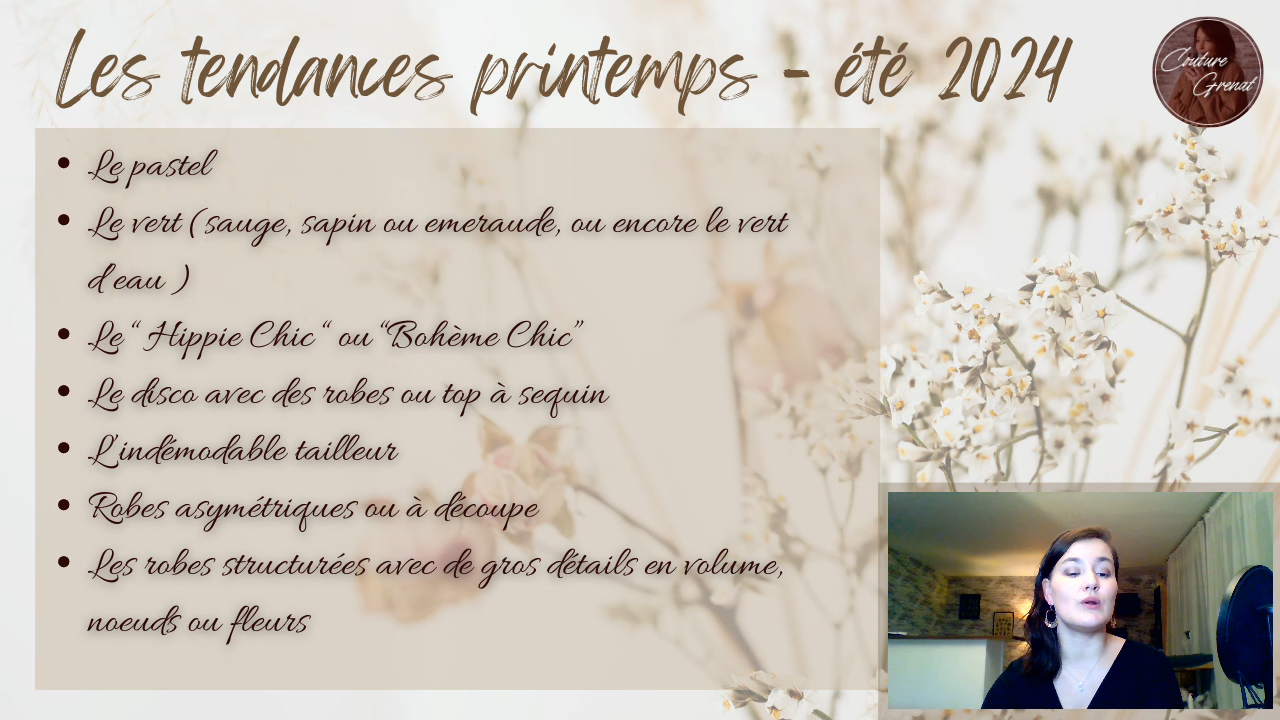 Les tendances printemps - été 2024
Couture
Grenat
• Le pastel
• Le vert ( sauge, sapin ou emeraude, ou encore le vert
d'eau )
• Le “ Hippie Chic “ ou “Bohème Chic”
• Le disco avec des robes ou top à sequin
• L'indémodable tailleur
• Robes asymétriques ou à découpe
• Les robes structurées avec de gros détails en volume,
noeuds ou fleurs